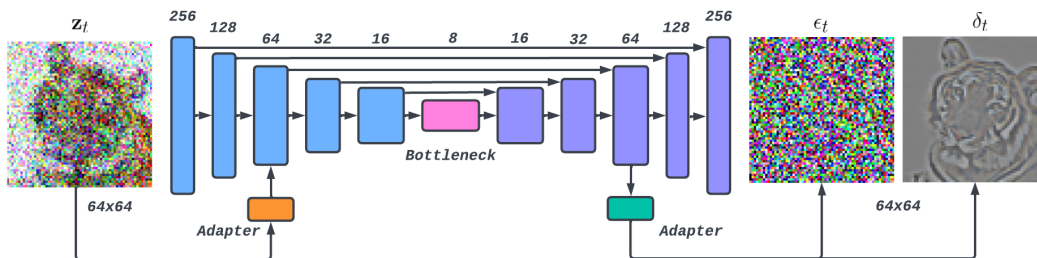 256
128
64
32
16
8
16
32
64
128
256
z_t
ϵ_t
δ_t
Bottleneck
64x64
Adapter
Adapter
64x64